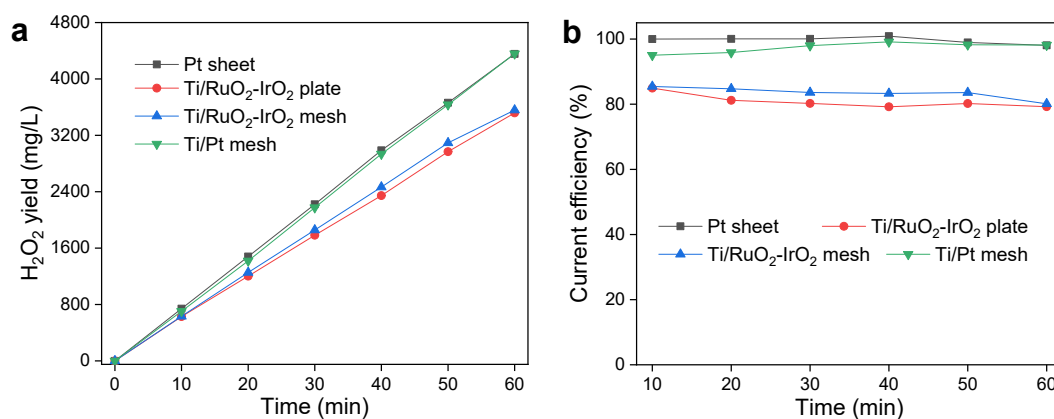 a
H₂O₂ yield (mg/L)
4800
4000
3200
2400
1600
800
0
Pt sheet
Ti/RuO₂-IrO₂ plate
Ti/RuO₂-IrO₂ mesh
Ti/Pt mesh
0 10 20 30 40 50 60
Time (min)
b
Current efficiency (%)
100
80
60
40
20
0
Pt sheet Ti/RuO₂-IrO₂ plate
Ti/RuO₂-IrO₂ mesh Ti/Pt mesh
10 20 30 40 50 60
Time (min)